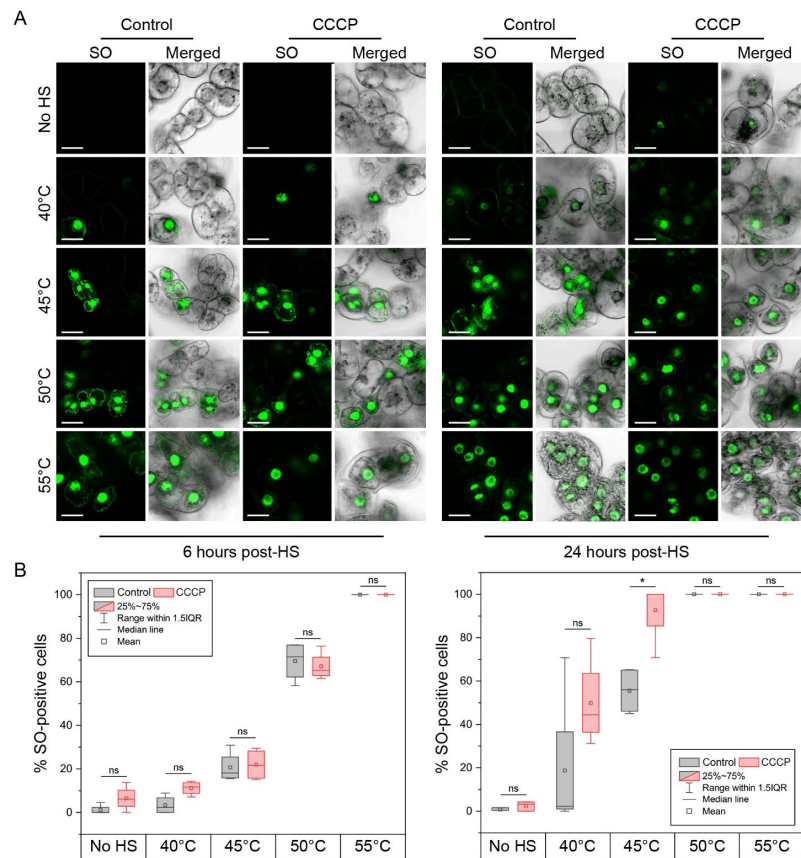 A
Control CCCP Control CCCP
SO Merged SO Merged SO Merged SO Merged
No HS
40°C
45°C
50°C
55°C
6 hours post-HS 24 hours post-HS
B
% SO-positive cells
100
80
60
40
20
0
Control CCCP
25%~75%
Range within 1.5IQR
Median line
Mean
ns ns ns ns ns
No HS 40°C 45°C 50°C 55°C
% SO-positive cells
100
80
60
40
20
0
ns ns * ns ns
Control CCCP
25%~75%
Range within 1.5IQR
Median line
Mean
No HS 40°C 45°C 50°C 55°C